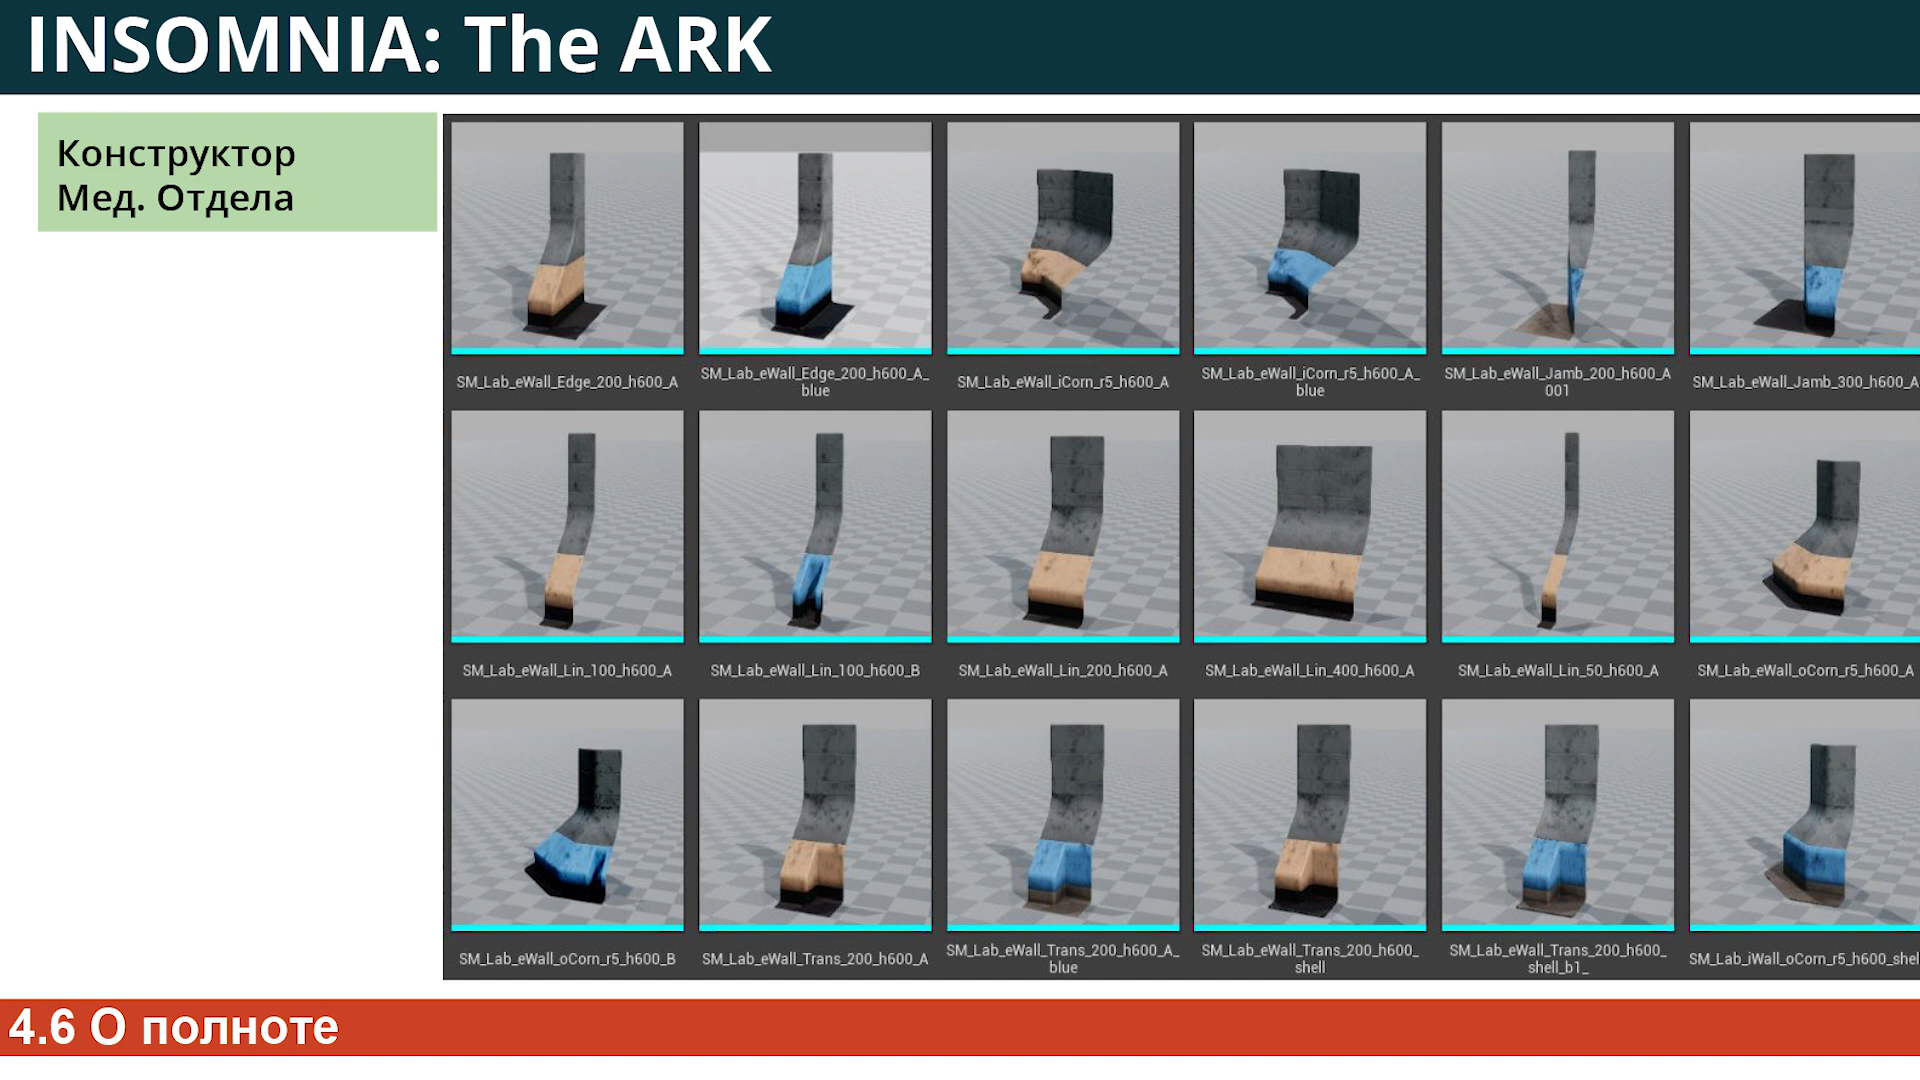 INSOMNIA: The ARK
Конструктор
Мед. Отдела
SM_Lab_eWall_Edge_200_h600_A
SM_Lab_eWall_Edge_200_h600_A_
blue
SM_Lab_eWall_iCorn_r5_h600_A
SM_Lab_eWall_iCorn_r5_h600_A_
blue
SM_Lab_eWall_Jamb_200_h600_A
001
SM_Lab_eWall_Jamb_300_h600_A
SM_Lab_eWall_Lin_100_h600_A
SM_Lab_eWall_Lin_100_h600_B
SM_Lab_eWall_Lin_200_h600_A
SM_Lab_eWall_Lin_400_h600_A
SM_Lab_eWall_Lin_50_h600_A
SM_Lab_eWall_oCorn_r5_h600_A
SM_Lab_eWall_oCorn_r5_h600_B
SM_Lab_eWall_Trans_200_h600_A
SM_Lab_eWall_Trans_200_h600_A_
blue
SM_Lab_eWall_Trans_200_h600_
shell
SM_Lab_eWall_Trans_200_h600_
shell_b1_
SM_Lab_iWall_oCorn_r5_h600_shel
4.6 О полноте